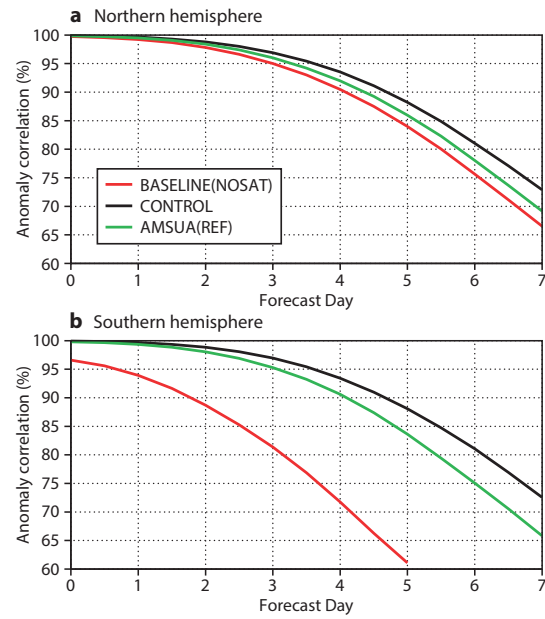 a Northern hemisphere
100
95
90
85
80
75
70
65
60
Anomaly correlation (%)
BASELINE(NOSAT)
CONTROL
AMSUA(REF)
0 1 2 3 4 5 6 7
Forecast Day
b Southern hemisphere
100
95
90
85
80
75
70
65
60
Anomaly correlation (%)
0 1 2 3 4 5 6 7
Forecast Day